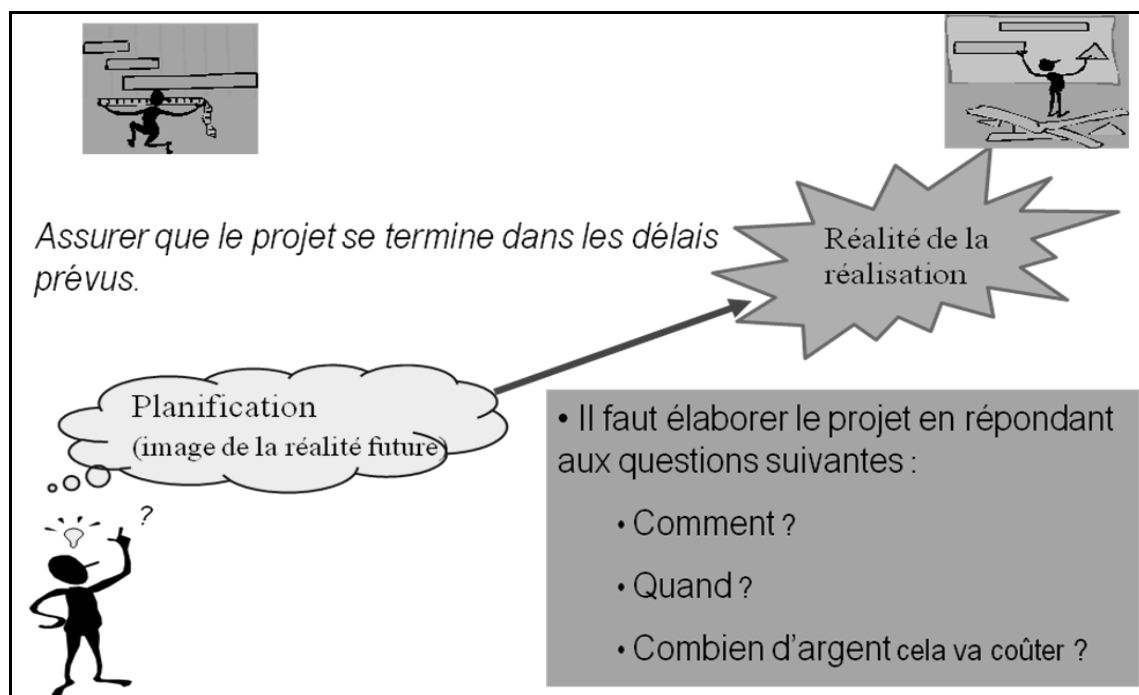 Assurer que le projet se termine dans les délais
prévus.
Réalité de la
réalisation
Planification
(image de la réalité future)
?
• Il faut élaborer le projet en répondant
aux questions suivantes :
• Comment ?
• Quand ?
• Combien d'argent cela va coûter ?